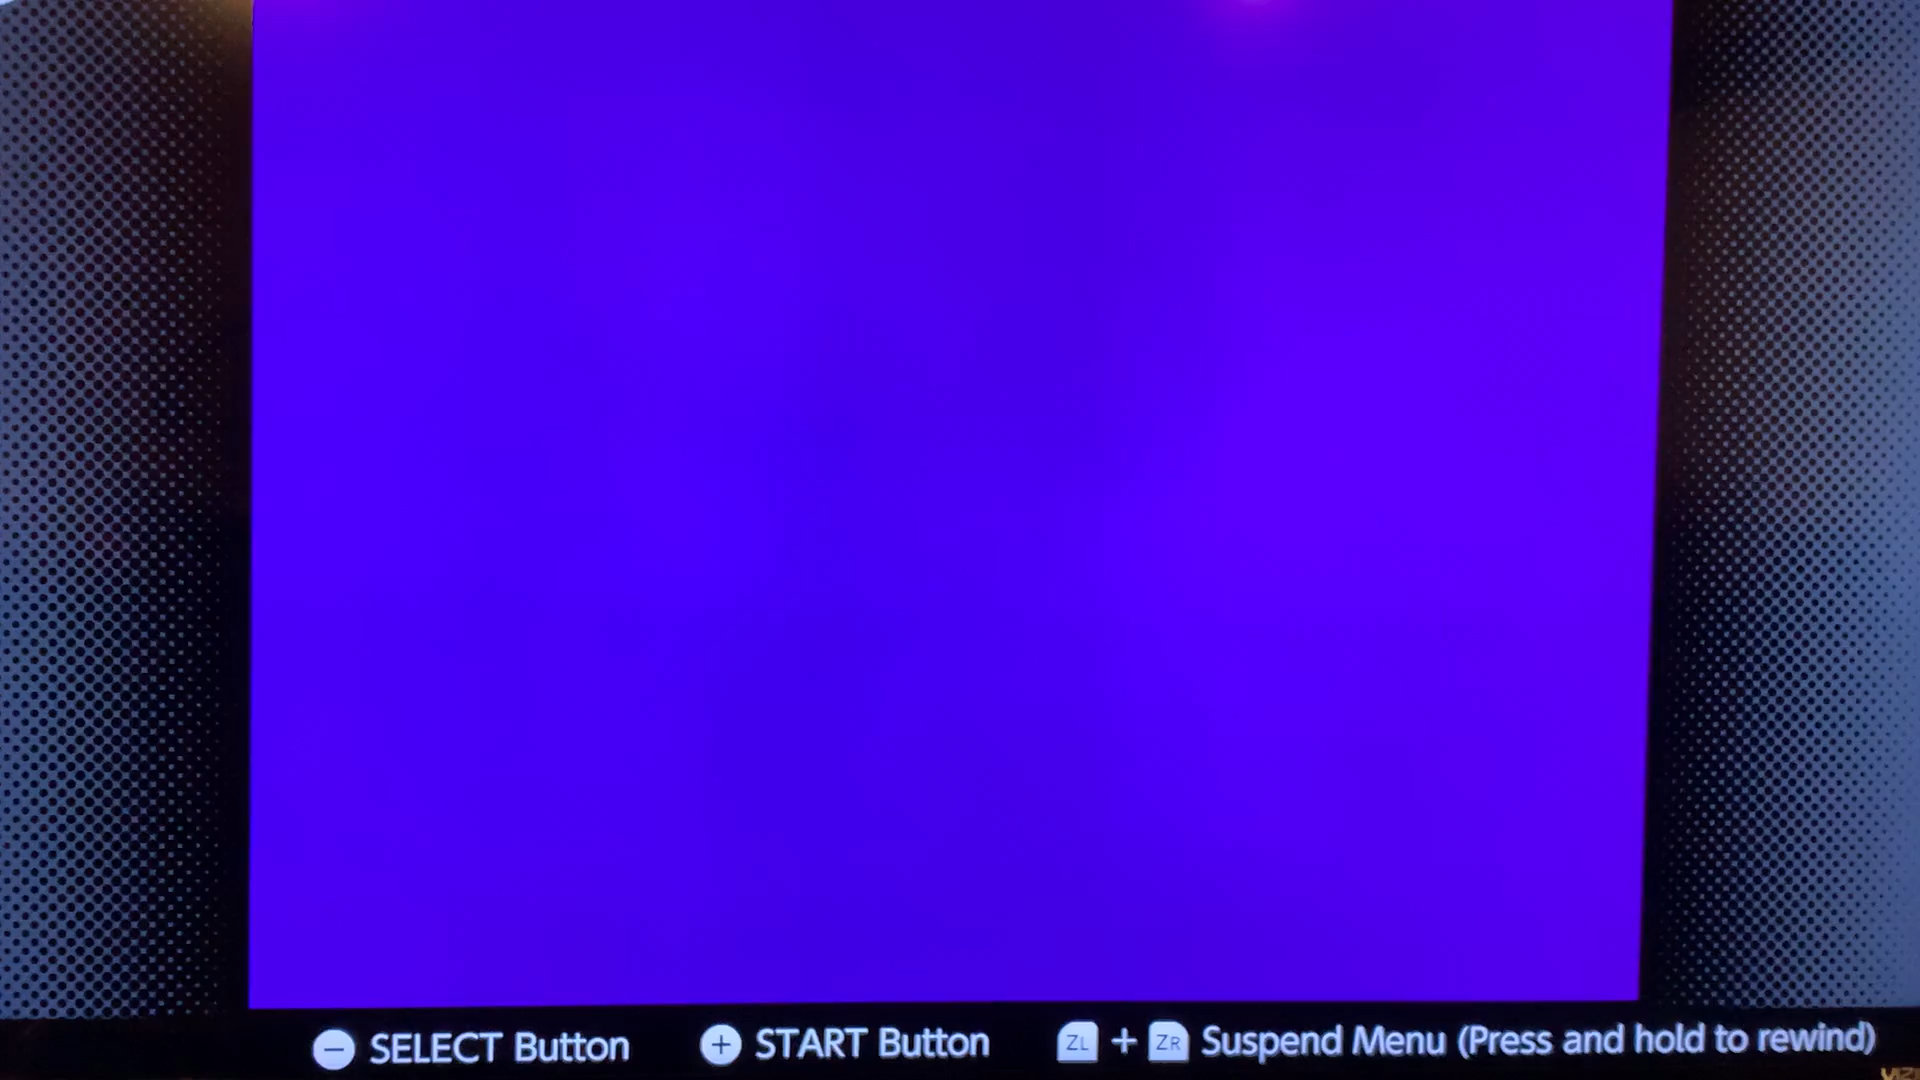 − SELECT Button + START Button ZL + ZR Suspend Menu (Press and hold to rewind)